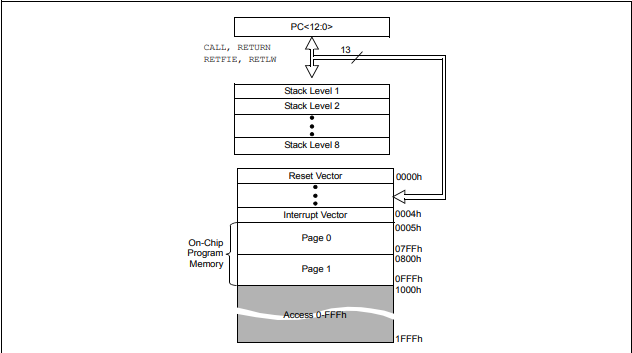 PC<12:0>
CALL, RETURN
RETFIE, RETLW
13
Stack Level 1
Stack Level 2
Stack Level 8
Reset Vector
0000h
Interrupt Vector
0004h
0005h
On-Chip
Program
Memory
Page 0
07FFh
0800h
Page 1
0FFFh
1000h
Access 0-FFFh
1FFFh